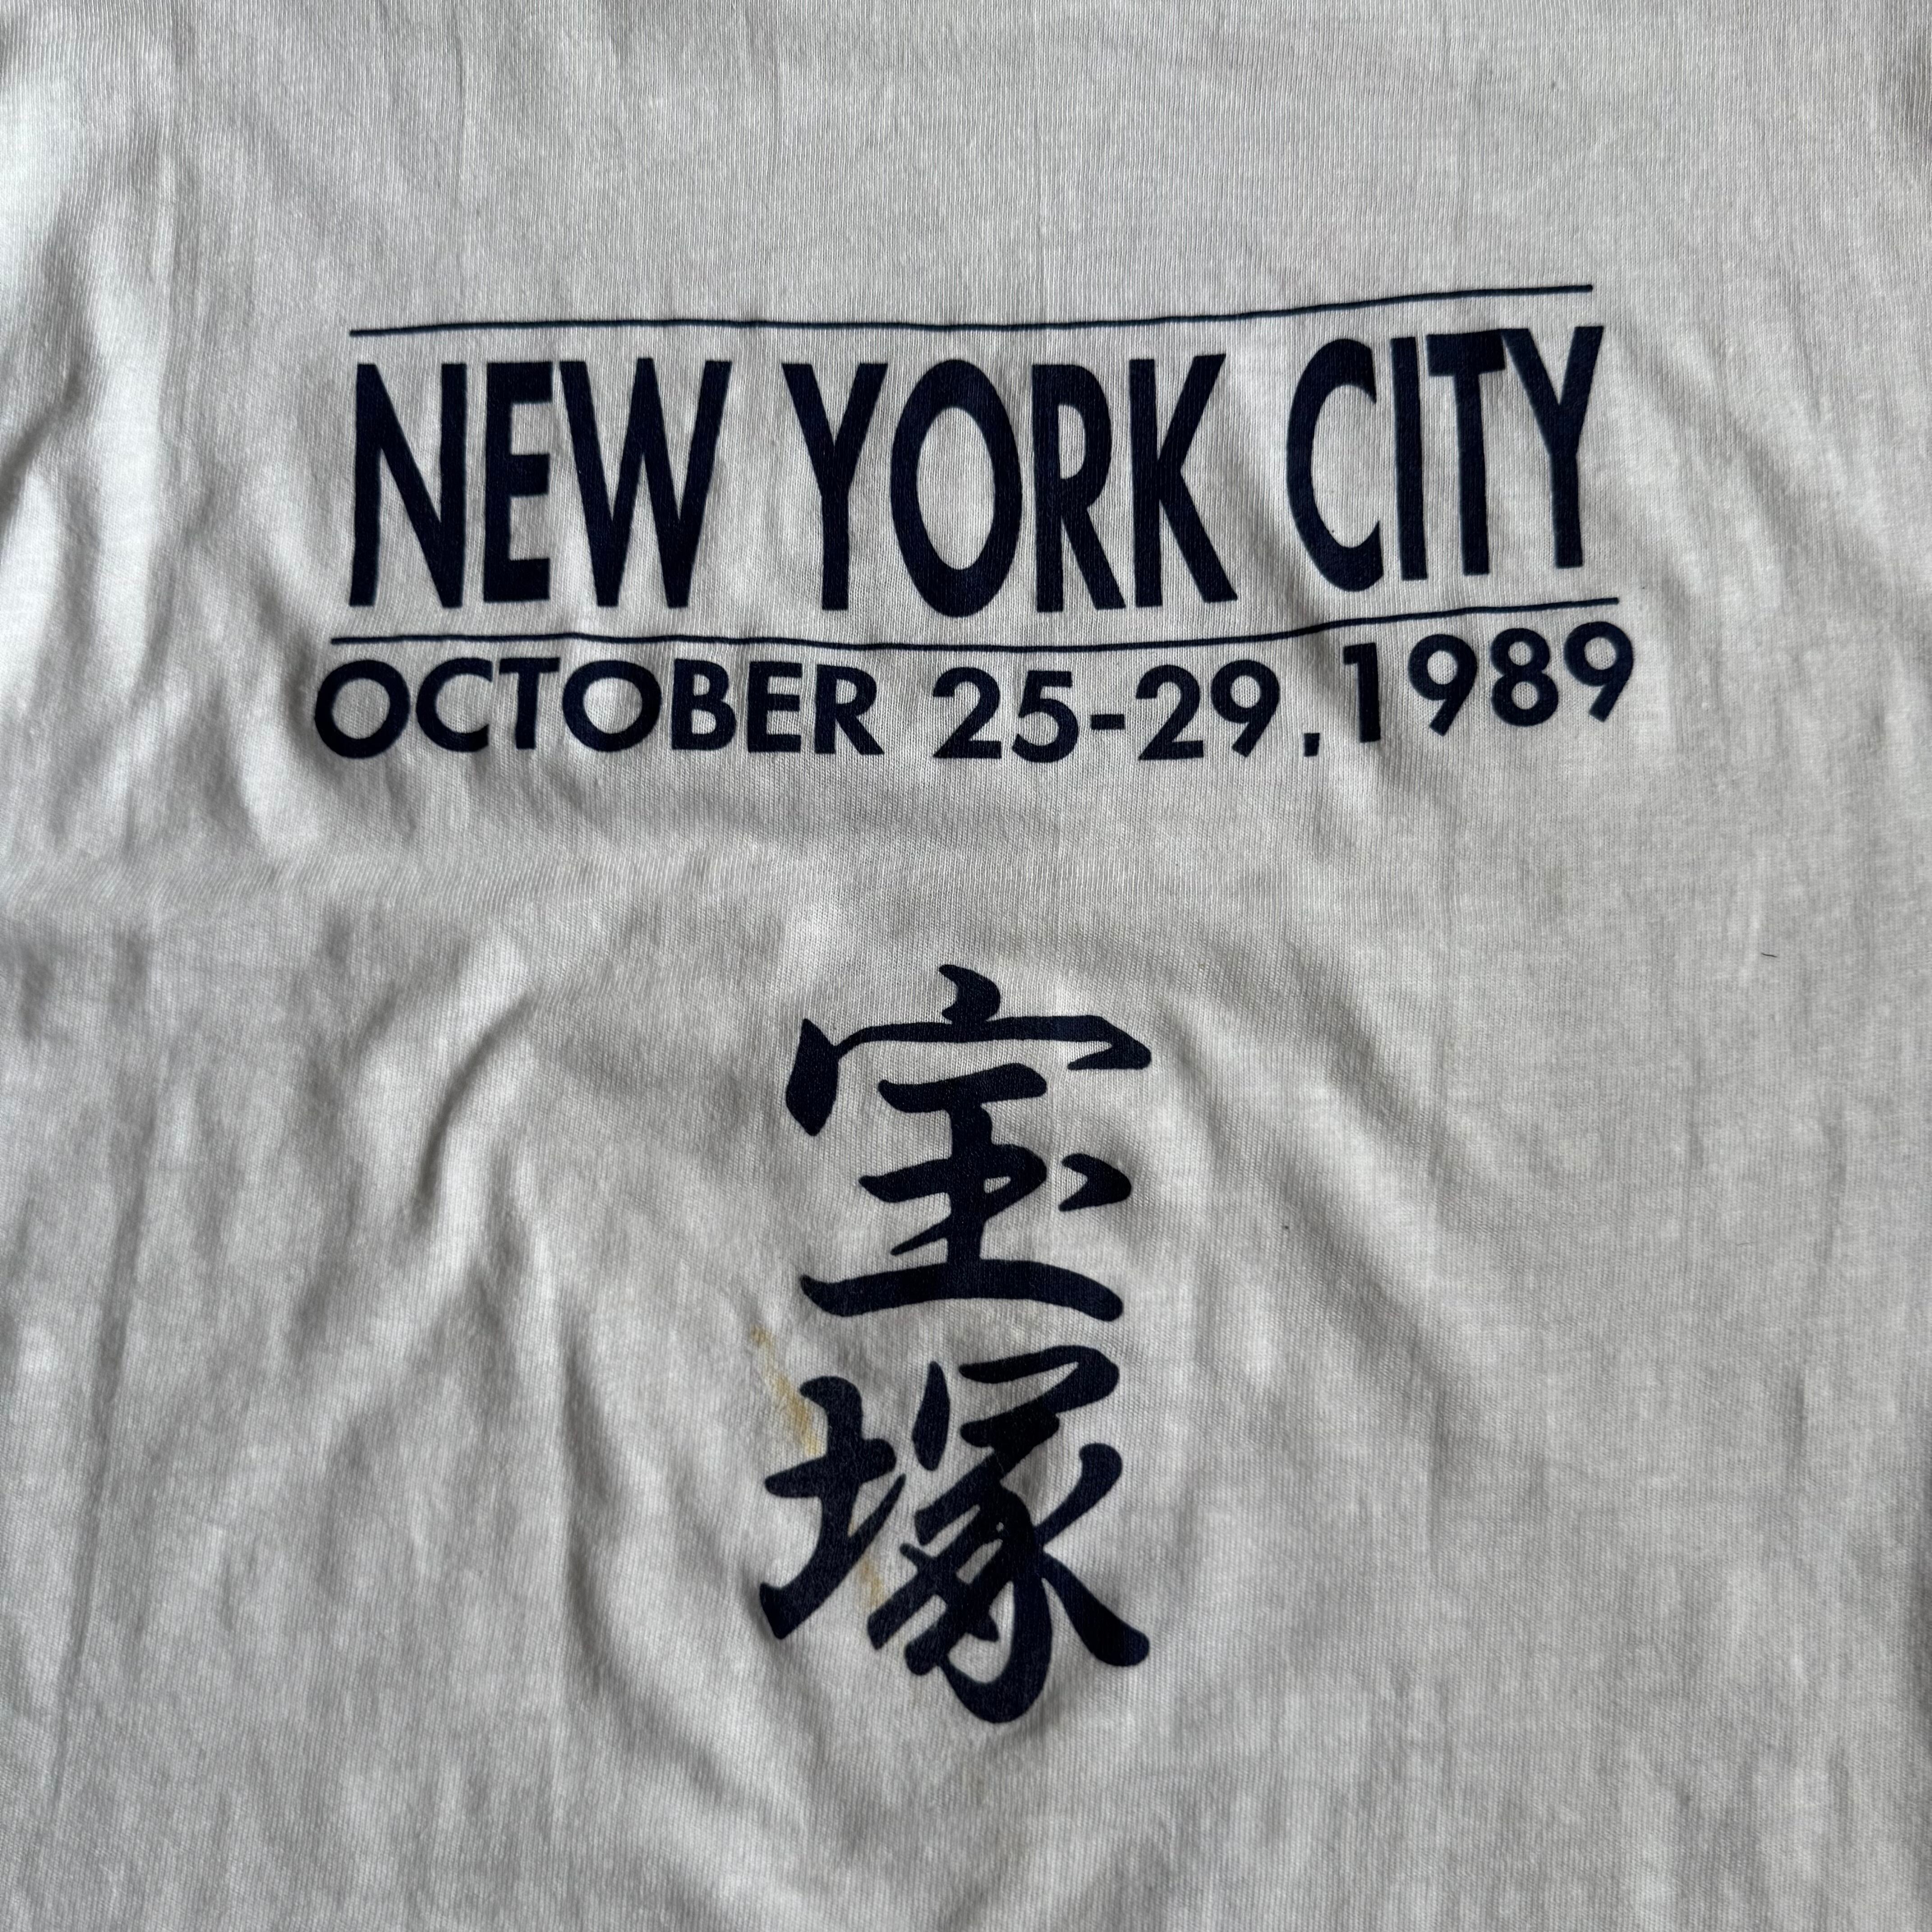 NEW YORK CITY
OCTOBER 25-29, 1989
宝塚